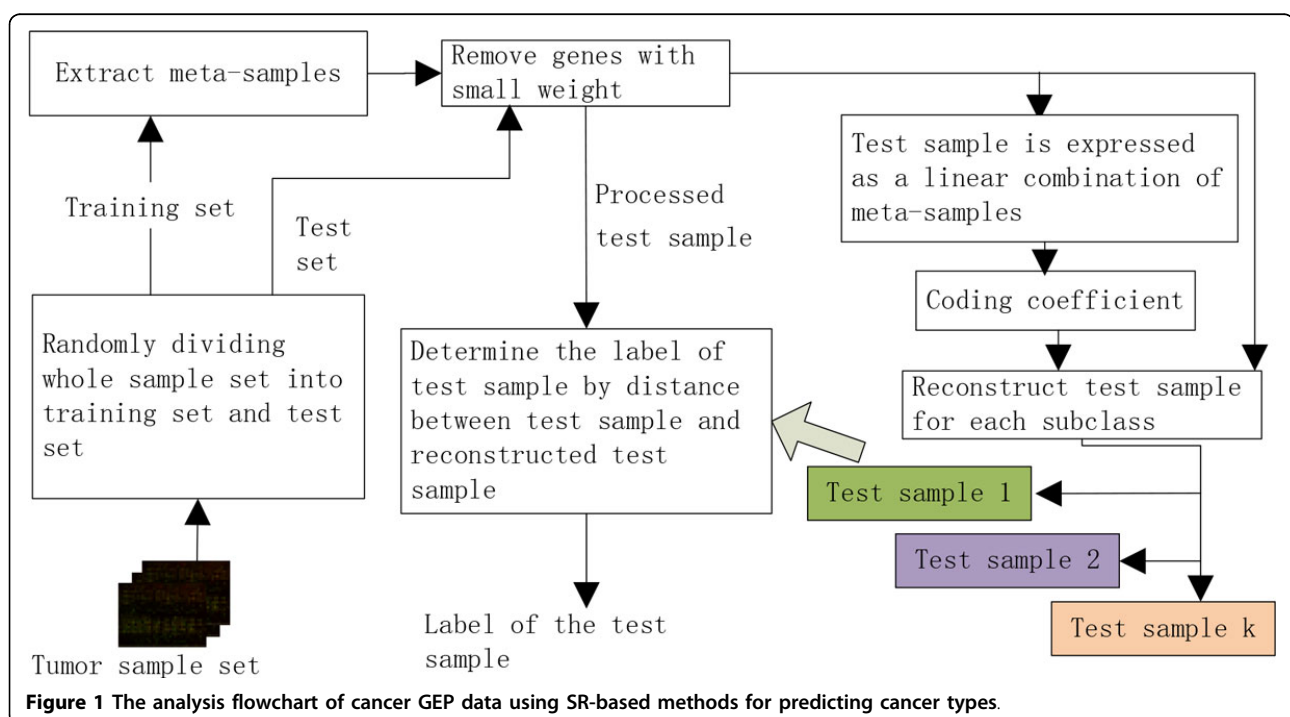 Extract meta-samples
Remove genes with
small weight
Test sample is expressed
as a linear combination of
meta-samples
Training set
Test
set
Processed
test sample
Coding coefficient
Randomly dividing
whole sample set into
training set and test
set
Determine the label of
test sample by distance
between test sample and
reconstructed test
sample
Reconstruct test sample
for each subclass
Test sample 1
Test sample 2
Test sample k
Label of the test
sample
Tumor sample set
Figure 1 The analysis flowchart of cancer GEP data using SR-based methods for predicting cancer types.